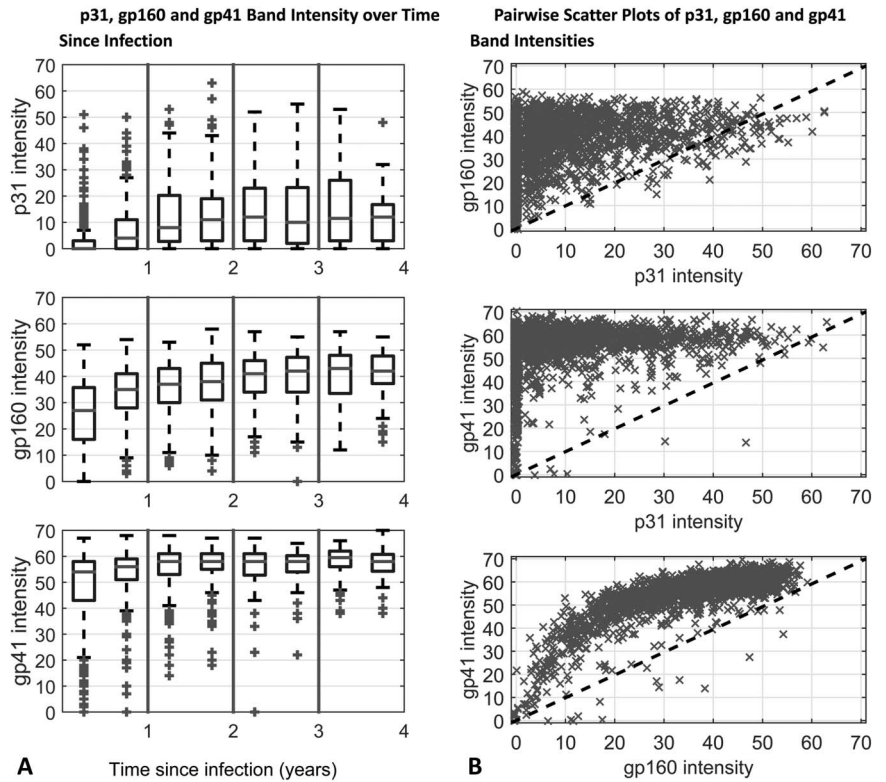 p31, gp160 and gp41 Band Intensity over Time
Since Infection
70
60
50
40
30
20
10
0
p31 intensity
1 2 3 4
70
60
50
40
30
20
10
0
gp160 intensity
1 2 3 4
70
60
50
40
30
20
10
0
gp41 intensity
1 2 3 4
A
Time since infection (years)
Pairwise Scatter Plots of p31, gp160 and gp41
Band Intensities
70
60
50
40
30
20
10
0
gp160 intensity
0 10 20 30 40 50 60 70
p31 intensity
70
60
50
40
30
20
10
0
gp41 intensity
0 10 20 30 40 50 60 70
p31 intensity
70
60
50
40
30
20
10
0
gp41 intensity
0 10 20 30 40 50 60 70
B
gp160 intensity